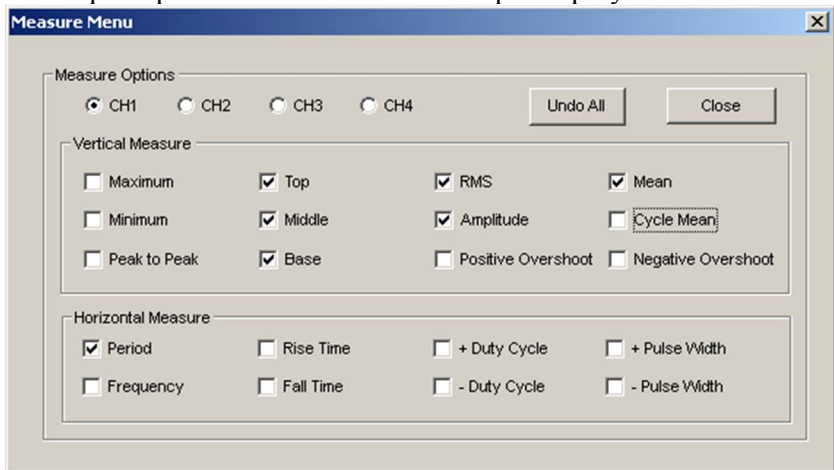 Measure Menu
Measure Options
CH1 CH2 CH3 CH4 Undo All Close
Vertical Measure
Maximum Top RMS Mean
Minimum Middle Amplitude Cycle Mean
Peak to Peak Base Positive Overshoot Negative Overshoot
Horizontal Measure
Period Rise Time + Duty Cycle + Pulse Width
Frequency Fall Time - Duty Cycle - Pulse Width